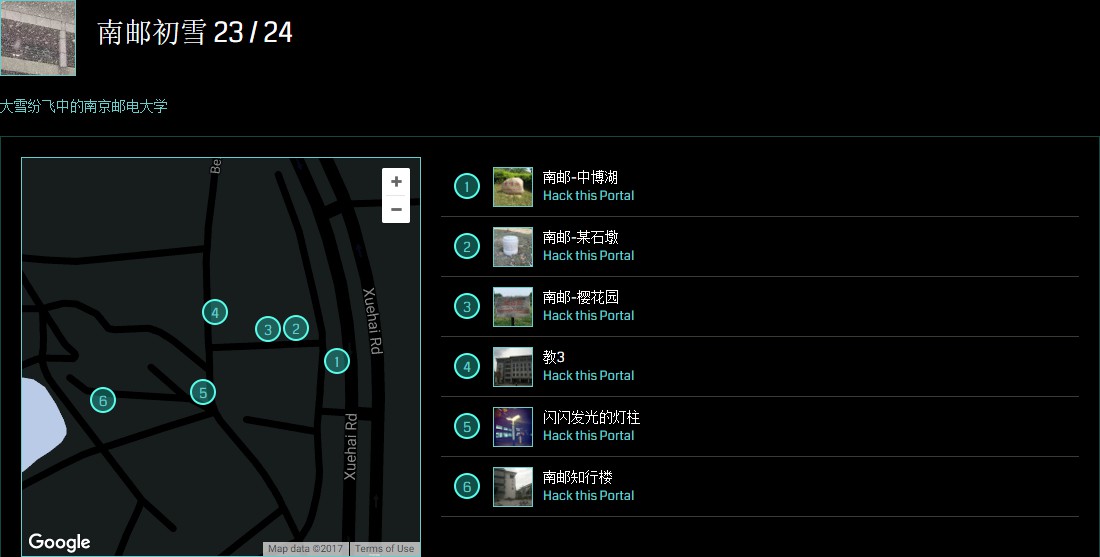 南邮初雪 23 / 24
大雪纷飞中的南京邮电大学
Be
+
−
4
3
2
1
5
6
Xuehai Rd
Xuehai Rd
Google
Map data ©2017
Terms of Use
1
南邮-中博湖
Hack this Portal
2
南邮-某石墩
Hack this Portal
3
南邮-樱花园
Hack this Portal
4
教3
Hack this Portal
5
闪闪发光的灯柱
Hack this Portal
6
南邮知行楼
Hack this Portal